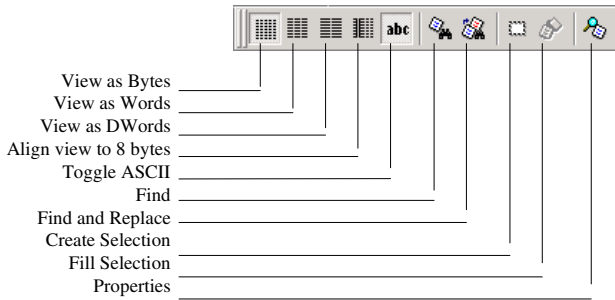 abc
View as Bytes
View as Words
View as DWords
Align view to 8 bytes
Toggle ASCII
Find
Find and Replace
Create Selection
Fill Selection
Properties